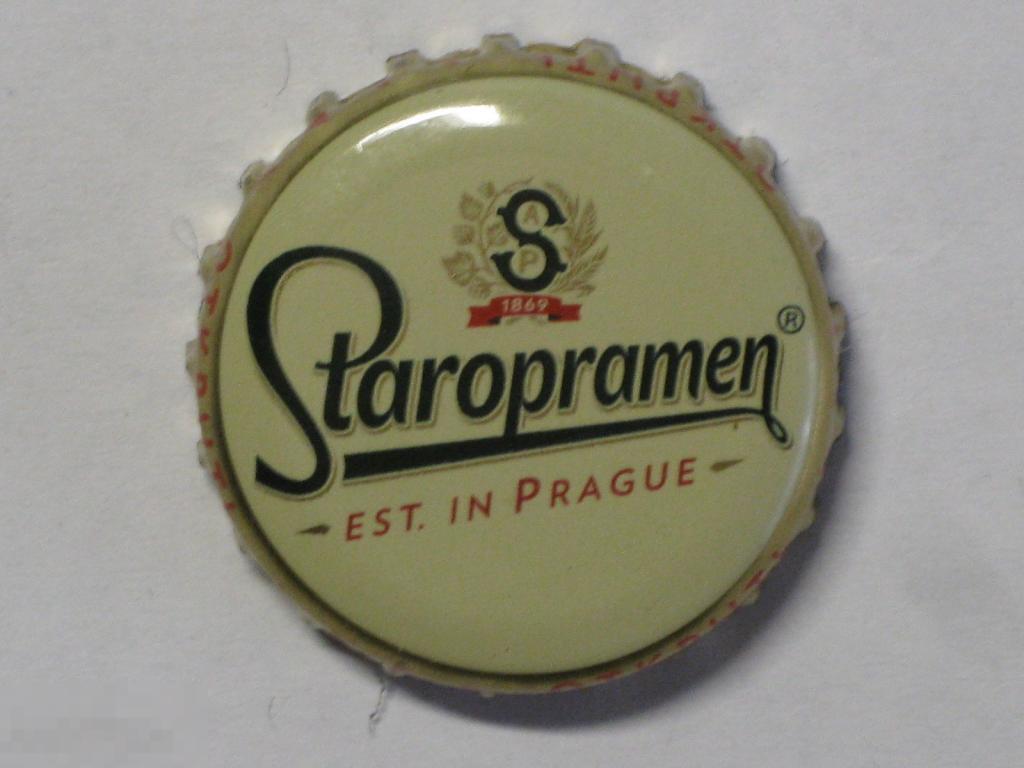 S
A
P
1869
Staropramen®
EST. IN PRAGUE